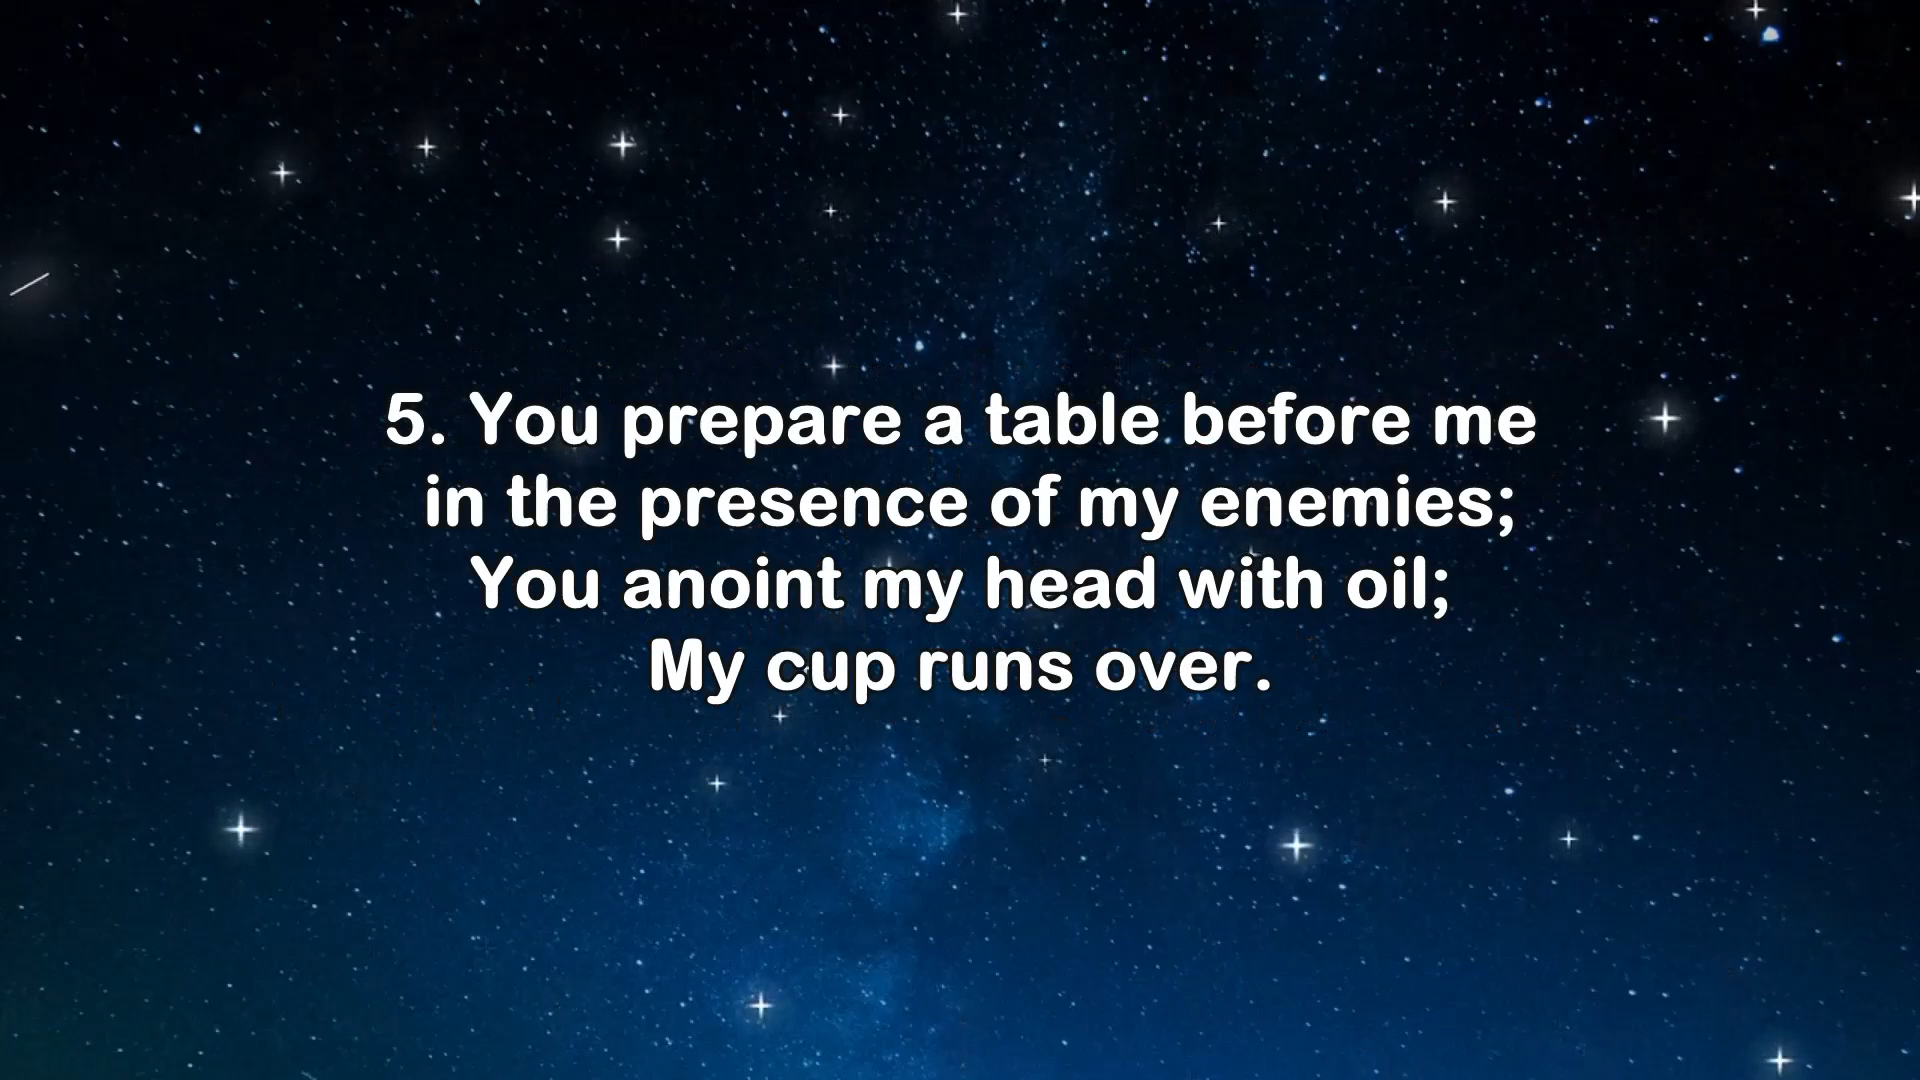 5. You prepare a table before me
in the presence of my enemies;
You anoint my head with oil;
My cup runs over.